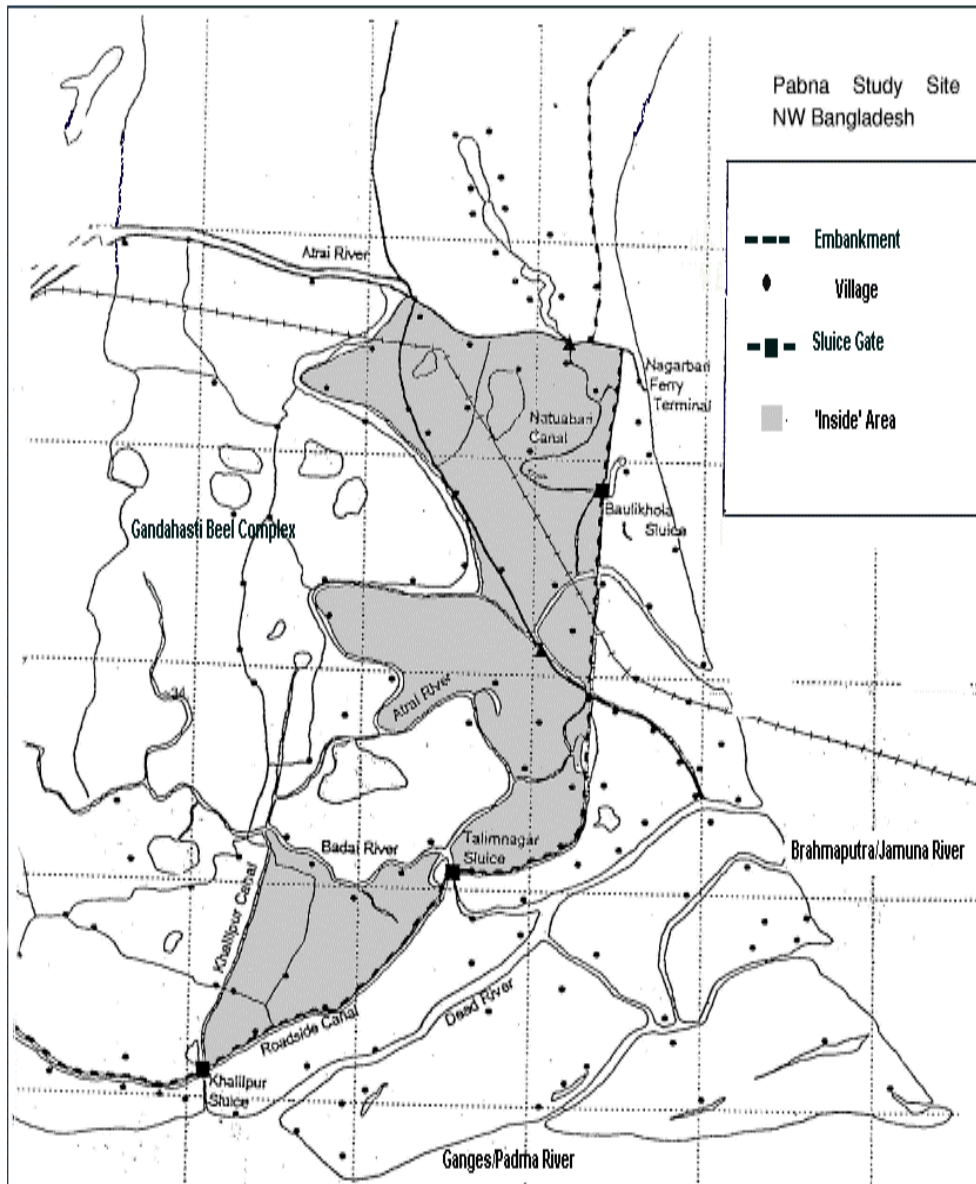 Pabna Study Site
NW Bangladesh
Embankment
Village
Sluice Gate
'Inside' Area
Atrai River
Nagarbari
Ferry
Terminal
Natuabari
Canal
Baulikhola
Sluice
Gandahasti Beel Complex
Atrai River
Badai River
Talimnagar
Sluice
Brahmaputra/Jamuna River
Khalilpur Canal
Dead River
Roadside Canal
Khalilpur
Sluice
Ganges/Padma River